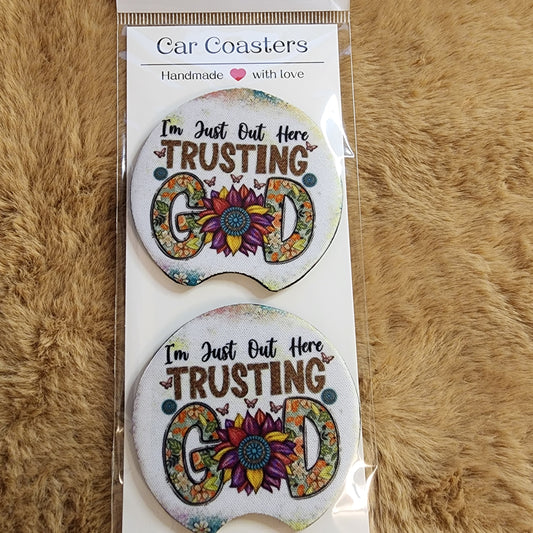 Car Coasters
Handmade ❤ with love
I'm Just Out Here
TRUSTING
GOD
I'm Just Out Here
TRUSTING
GOD